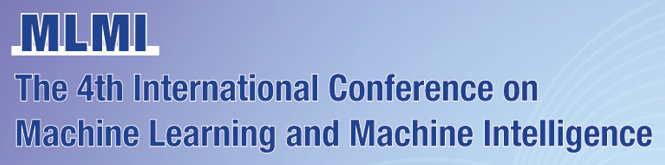 MLMI
The 4th International Conference on
Machine Learning and Machine Intelligence